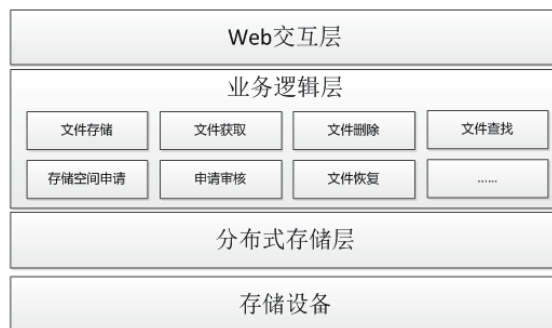 Web交互层
业务逻辑层
文件存储 文件获取 文件删除 文件查找
存储空间申请 申请审核 文件恢复 ......
分布式存储层
存储设备